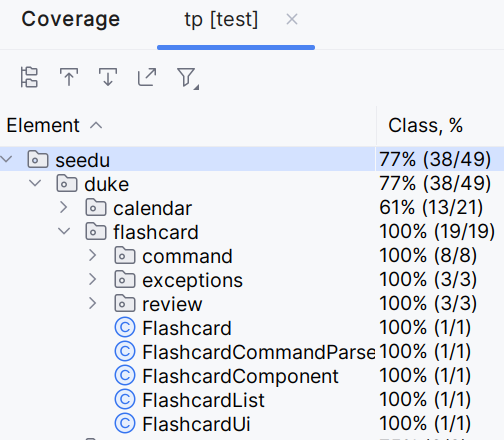 Coverage tp [test]
Element Class, %
seedu 77% (38/49)
duke 77% (38/49)
calendar 61% (13/21)
flashcard 100% (19/19)
command 100% (8/8)
exceptions 100% (3/3)
review 100% (3/3)
C Flashcard 100% (1/1)
C FlashcardCommandParse 100% (1/1)
C FlashcardComponent 100% (1/1)
C FlashcardList 100% (1/1)
C FlashcardUi 100% (1/1)